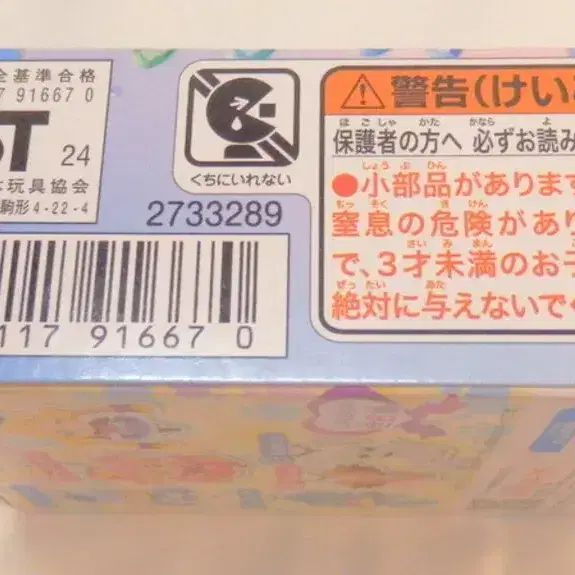 全基準合格
7 91667 0
ST 24
玩具協会
駒形4-22-4
くちにいれない
2733289
117 91667 0
警告(けい
保護者の方へ 必ずお読み
●小部品があります
窒息の危険があり
で、3才未満のお子
絶対に与えないで